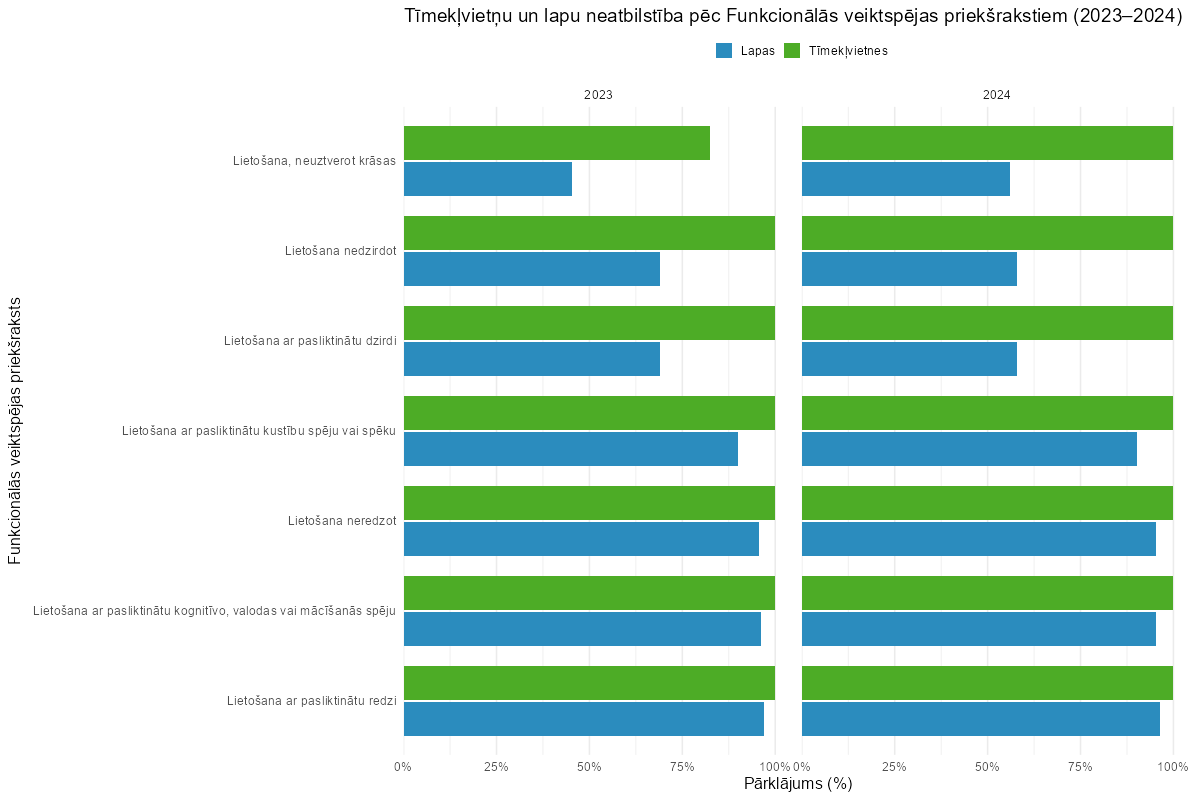 Tīmekļvietņu un lapu neatbilstība pēc Funkcionālās veiktspējas priekšrakstiem (2023–2024)
Lapas Tīmekļvietnes
2023 2024
Lietošana, neuztverot krāsas
Lietošana nedzirdot
Lietošana ar pasliktinātu dzirdi
Lietošana ar pasliktinātu kustību spēju vai spēku
Lietošana neredzot
Lietošana ar pasliktinātu kognitīvo, valodas vai mācīšanās spēju
Lietošana ar pasliktinātu redzi
Funkcionālās veiktspējas priekšraksts
0% 25% 50% 75% 100% 0% 25% 50% 75% 100%
Pārklājums (%)